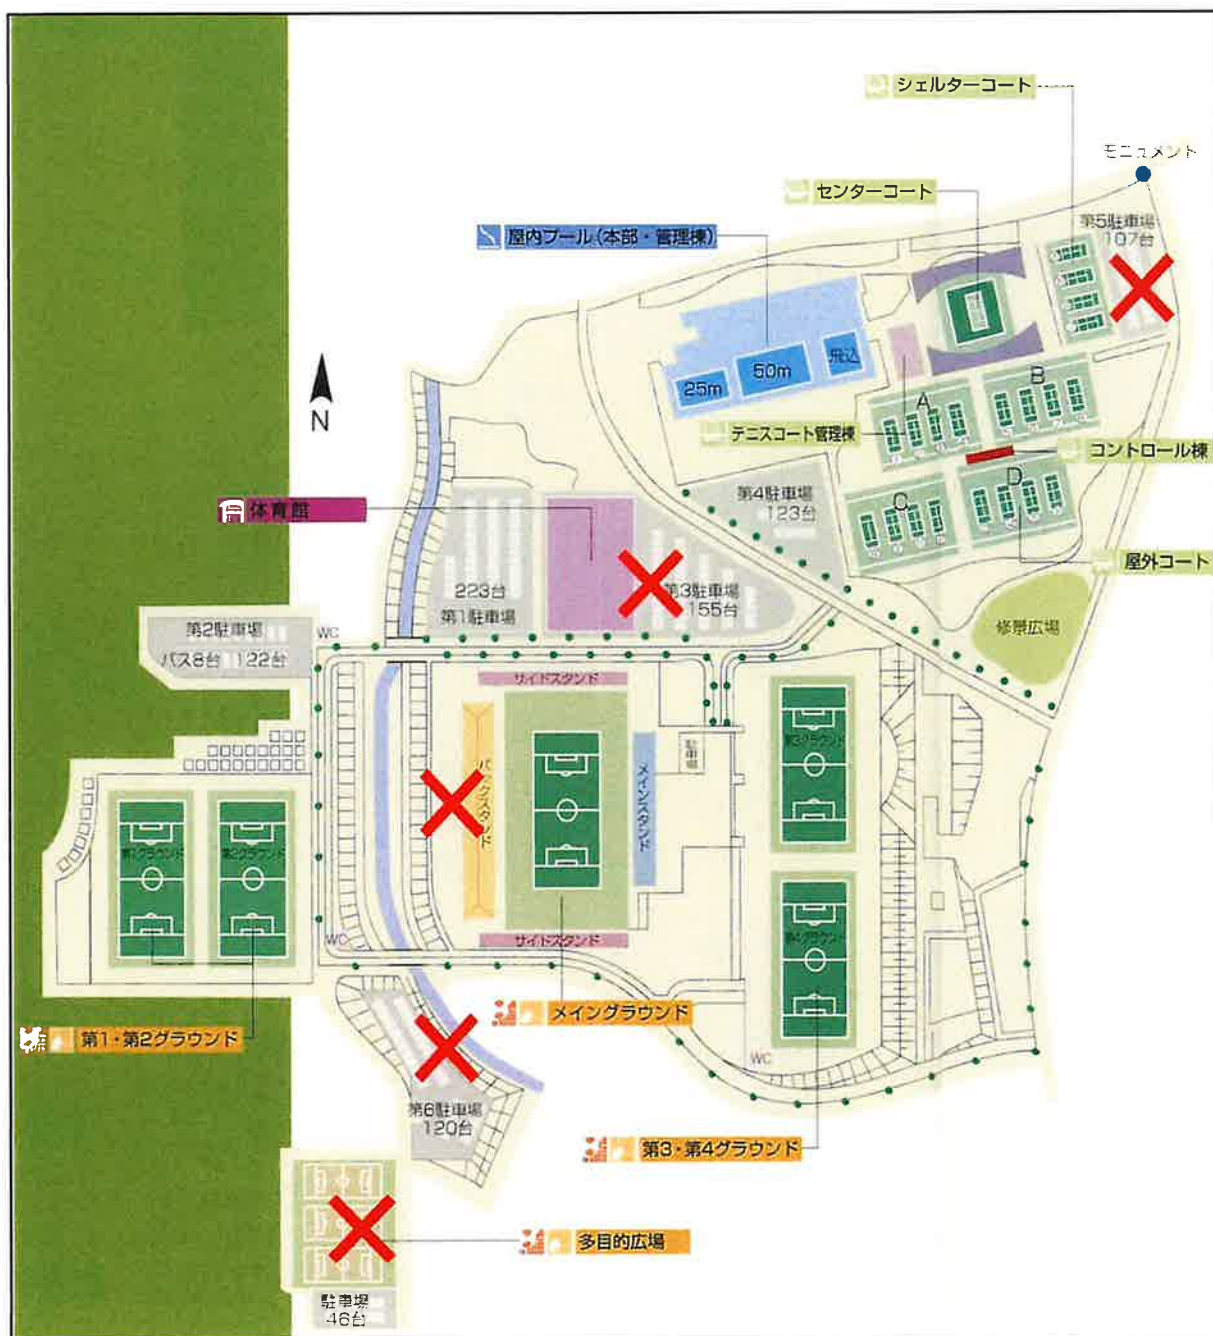 シェルターコート
モニュメント
センターコート
第5駐車場
107台
屋内プール(本部・管理棟)
飛込
50m
25m
N
A
B
テニスコート管理棟
コントロール棟
第4駐車場
123台
C
D
体育館
屋外コート
223台
第1駐車場
第3駐車場
155台
第2駐車場
バス8台 122台
WC
修景広場
サイドスタンド
駐車場
第3グラウンド
バックスタンド
メインスタンド
第1グラウンド
第2グラウンド
第4グラウンド
WC
サイドスタンド
メイングラウンド
第1・第2グラウンド
WC
第6駐車場
120台
第3・第4グラウンド
多目的広場
駐車場
46台